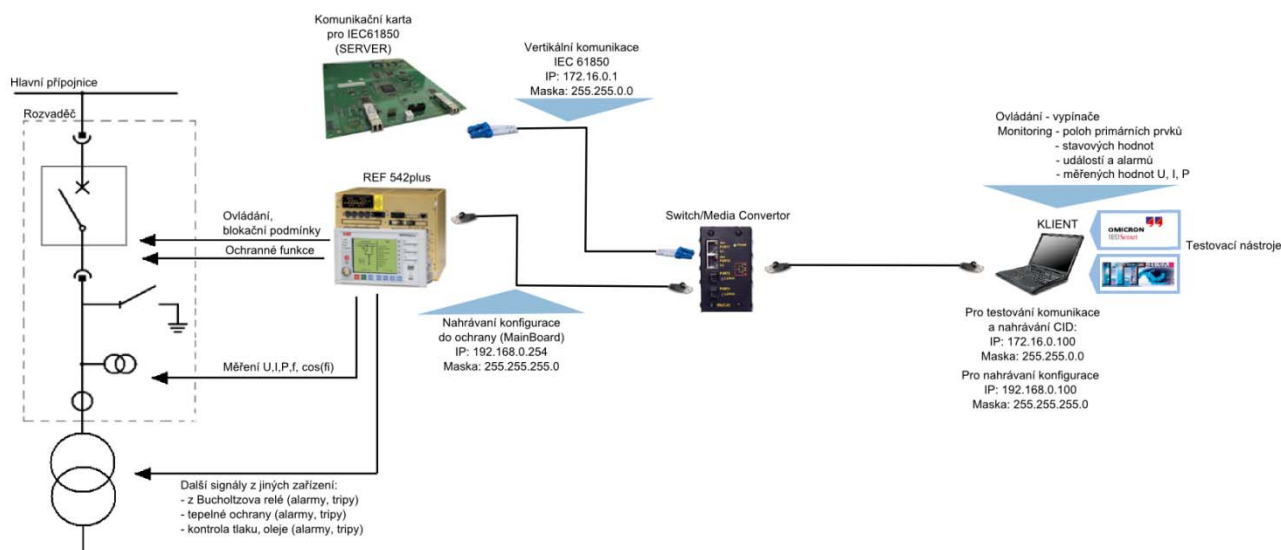 Komunikační karta
pro IEC61850
(SERVER)
Vertikální komunikace
IEC 61850
IP: 172.16.0.1
Maska: 255.255.0.0
Hlavní přípojnice
Rozvaděč
REF 542plus
Ovládání,
blokační podmínky
Ochranné funkce
Switch/Media Convertor
Ovládání - vypínače
Monitoring - poloh primárních prvků
- stavových hodnot
- událostí a alarmů
- měřených hodnot U, I, P
KLIENT
OMICRON
IEDScout
Testovací nástroje
Nahrávaní konfigurace
do ochrany (MainBoard)
IP: 192.168.0.254
Maska: 255.255.255.0
Pro testování komunikace
a nahrávání CID:
IP: 172.16.0.100
Maska: 255.255.0.0
Pro nahrávaní konfigurace
IP: 192.168.0.100
Maska: 255.255.255.0
Měření U,I,P,f, cos(fi)
Další signály z jiných zařízení:
- z Bucholtzova relé (alarmy, tripy)
- tepelné ochrany (alarmy, tripy)
- kontrola tlaku, oleje (alarmy, tripy)